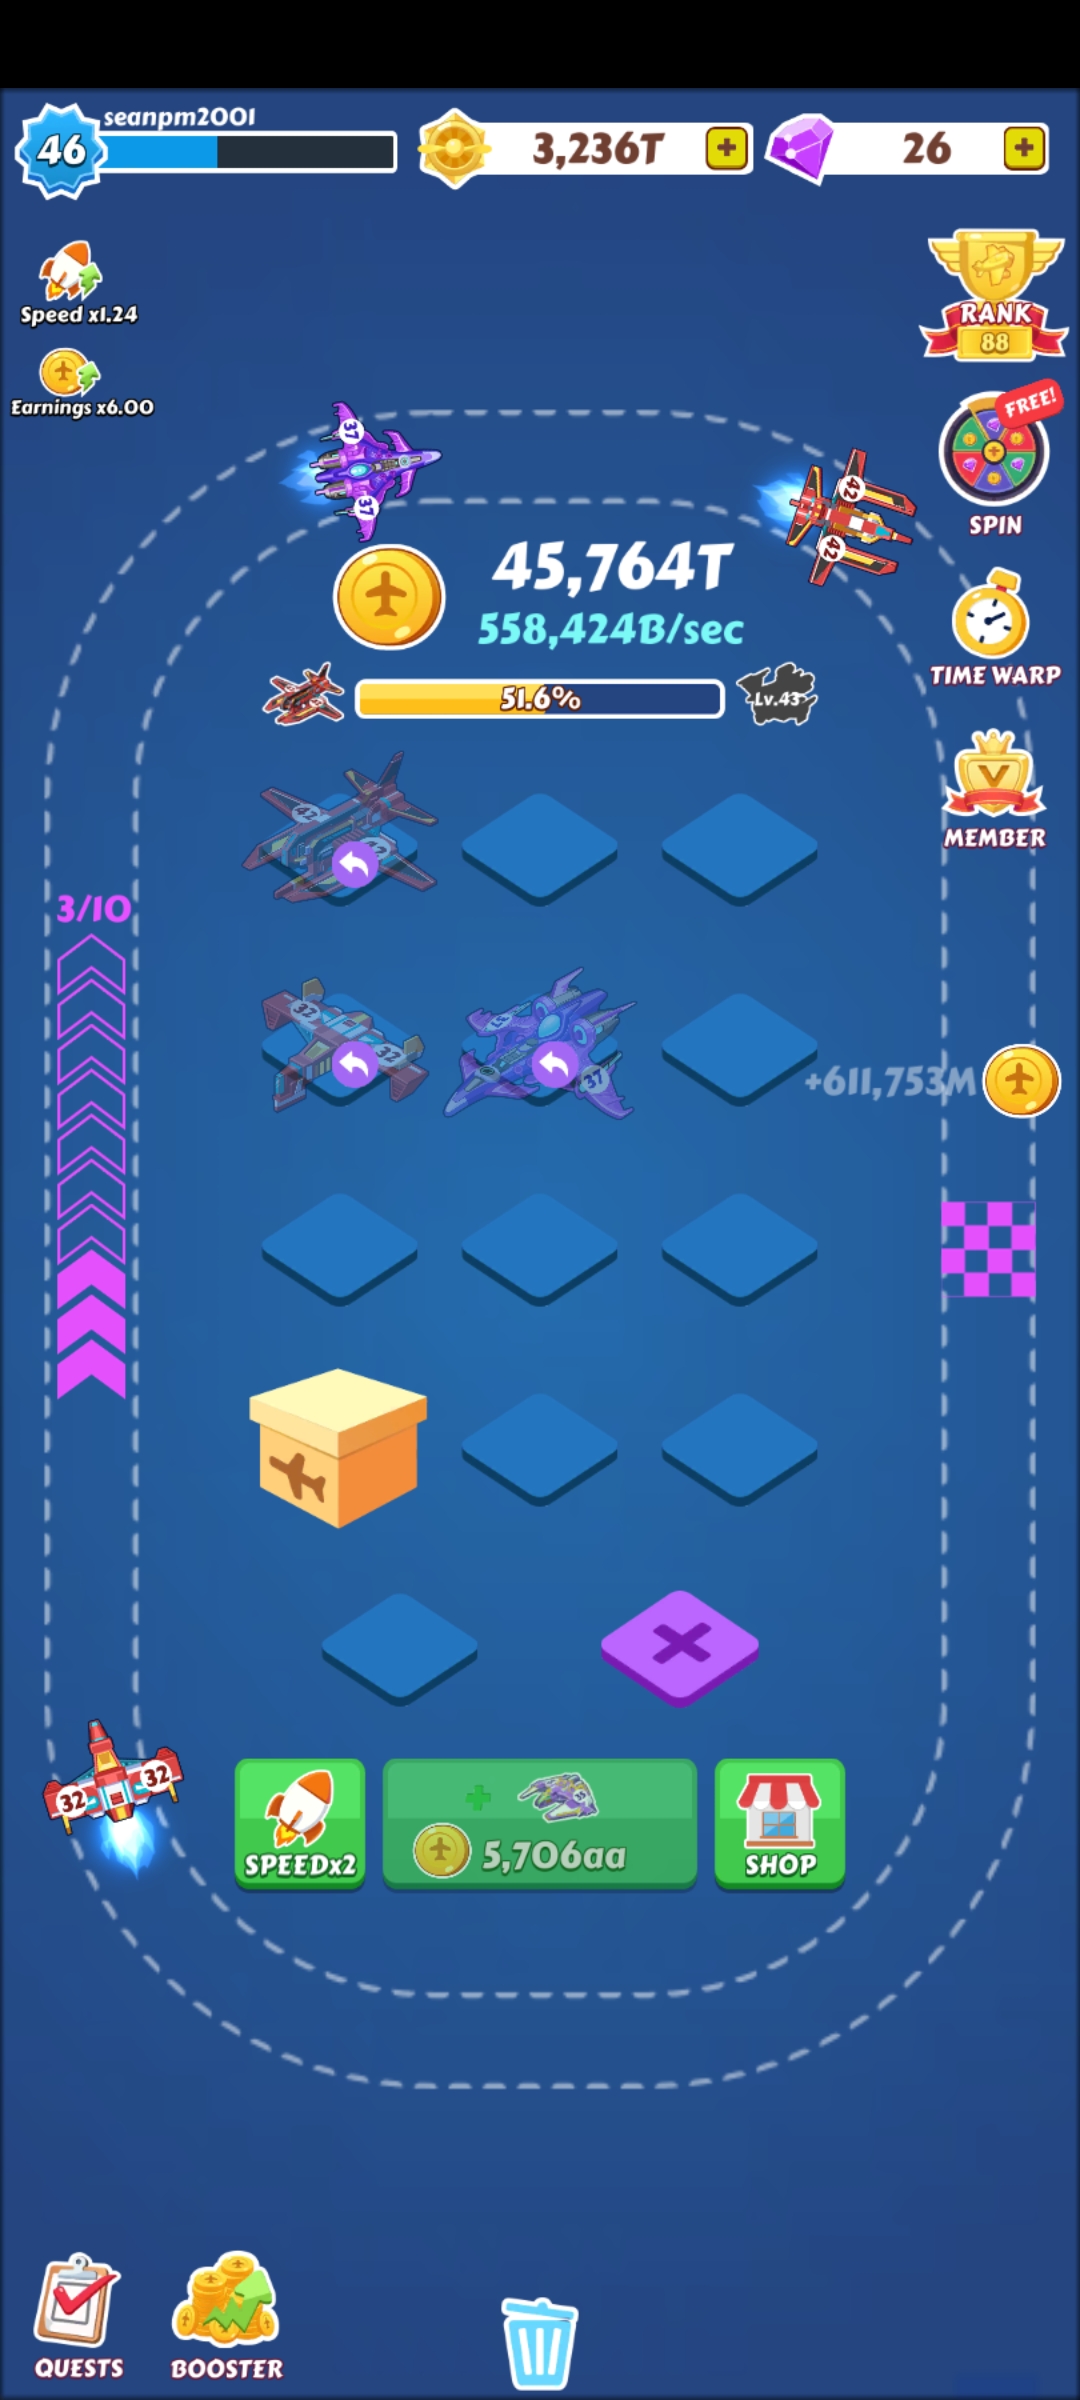 seanpm2001
46
3,236T
26
Speed x1.24
Earnings x6.00
RANK
88
FREE!
SPIN
TIME WARP
MEMBER
37
37
42
42
45,764T
558,424B/sec
51.6%
Lv.43
42
42
3/10
32
32
37
37
+611,753M
32
32
SPEEDx2
5,706aa
SHOP
QUESTS
BOOSTER